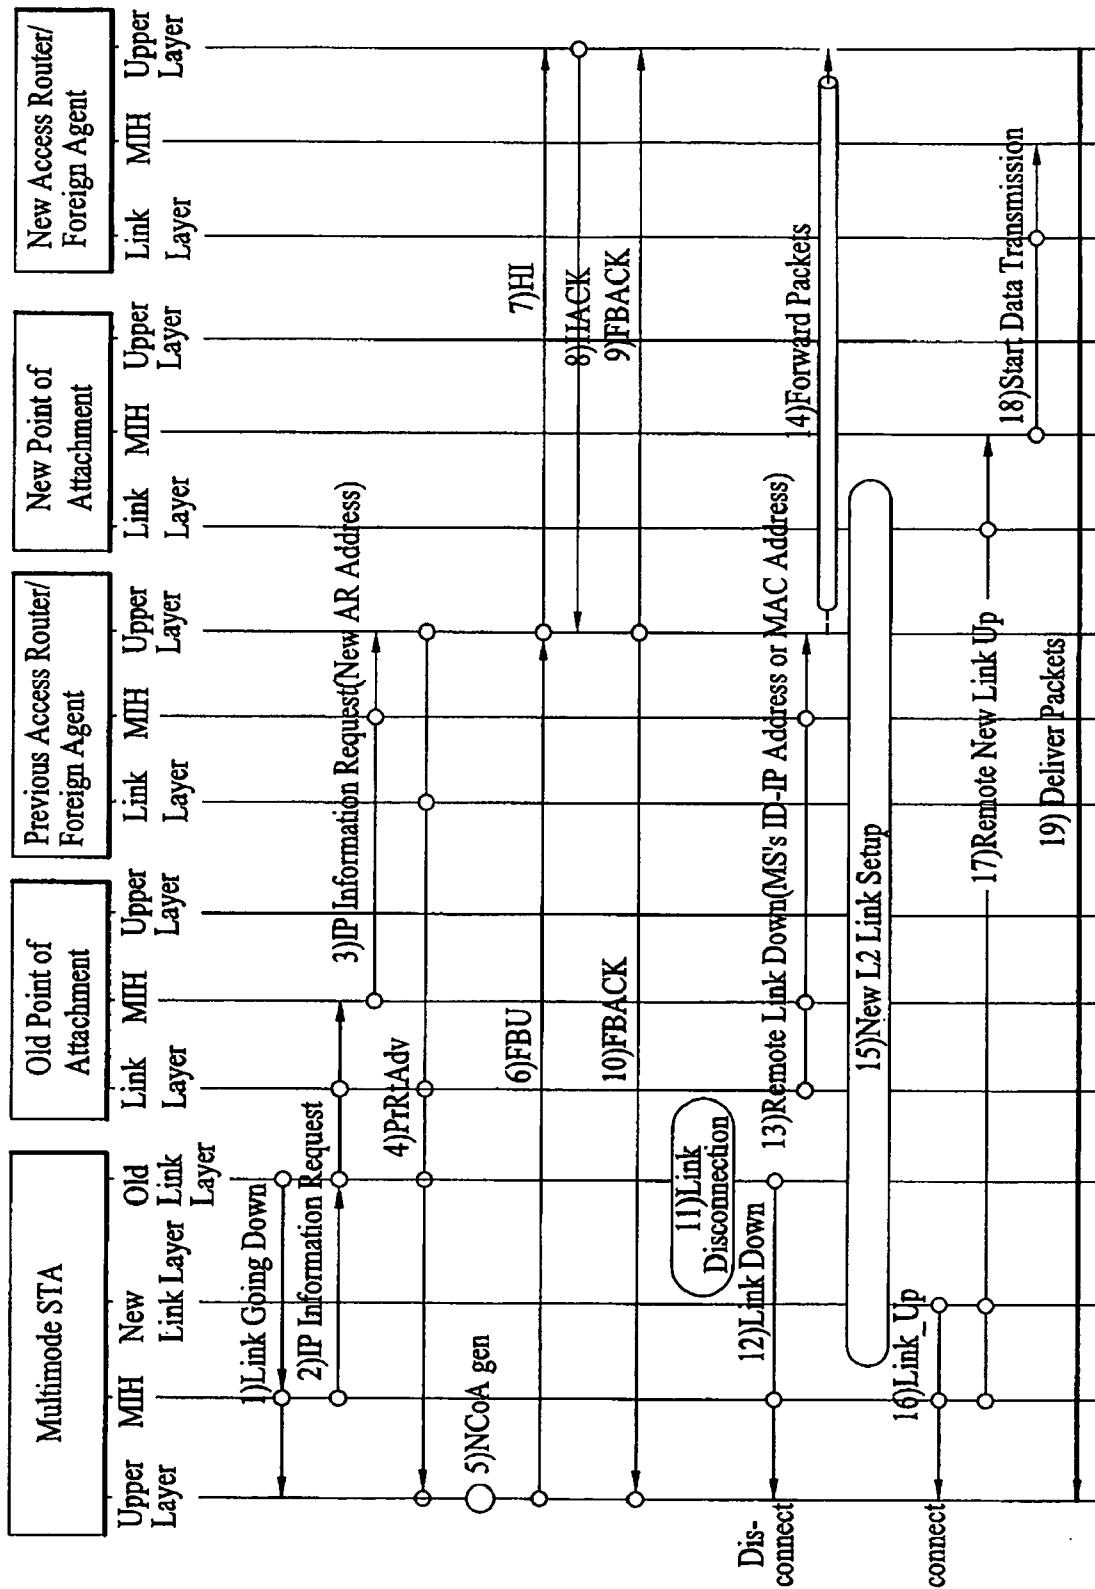 Multimode STA
Old Point of
Attachment
Previous Access Router/
Foreign Agent
New Point of
Attachment
New Access Router/
Foreign Agent
Upper
Layer
MIH
New
Link Layer
Old
Link
Layer
Link
Layer
MIH
Upper
Layer
Link
Layer
MIH
Upper
Layer
Link
Layer
MIH
Upper
Layer
Link
Layer
MIH
Upper
Layer
1)Link Going Down
2)IP Information Request
3)IP Information Request(New AR Address)
4)PrRtAdv
5)NCoA gen
6)FBU
7)HI
8)HACK
9)FBACK
10)FBACK
11)Link
Disconnection
12)Link Down
Dis-
connect
13)Remote Link Down(MS's ID-IP Address or MAC Address)
14)Forward Packets
15)New L2 Link Setup
16)Link_Up
connect
17)Remote New Link Up
18)Start Data Transmission
19) Deliver Packets